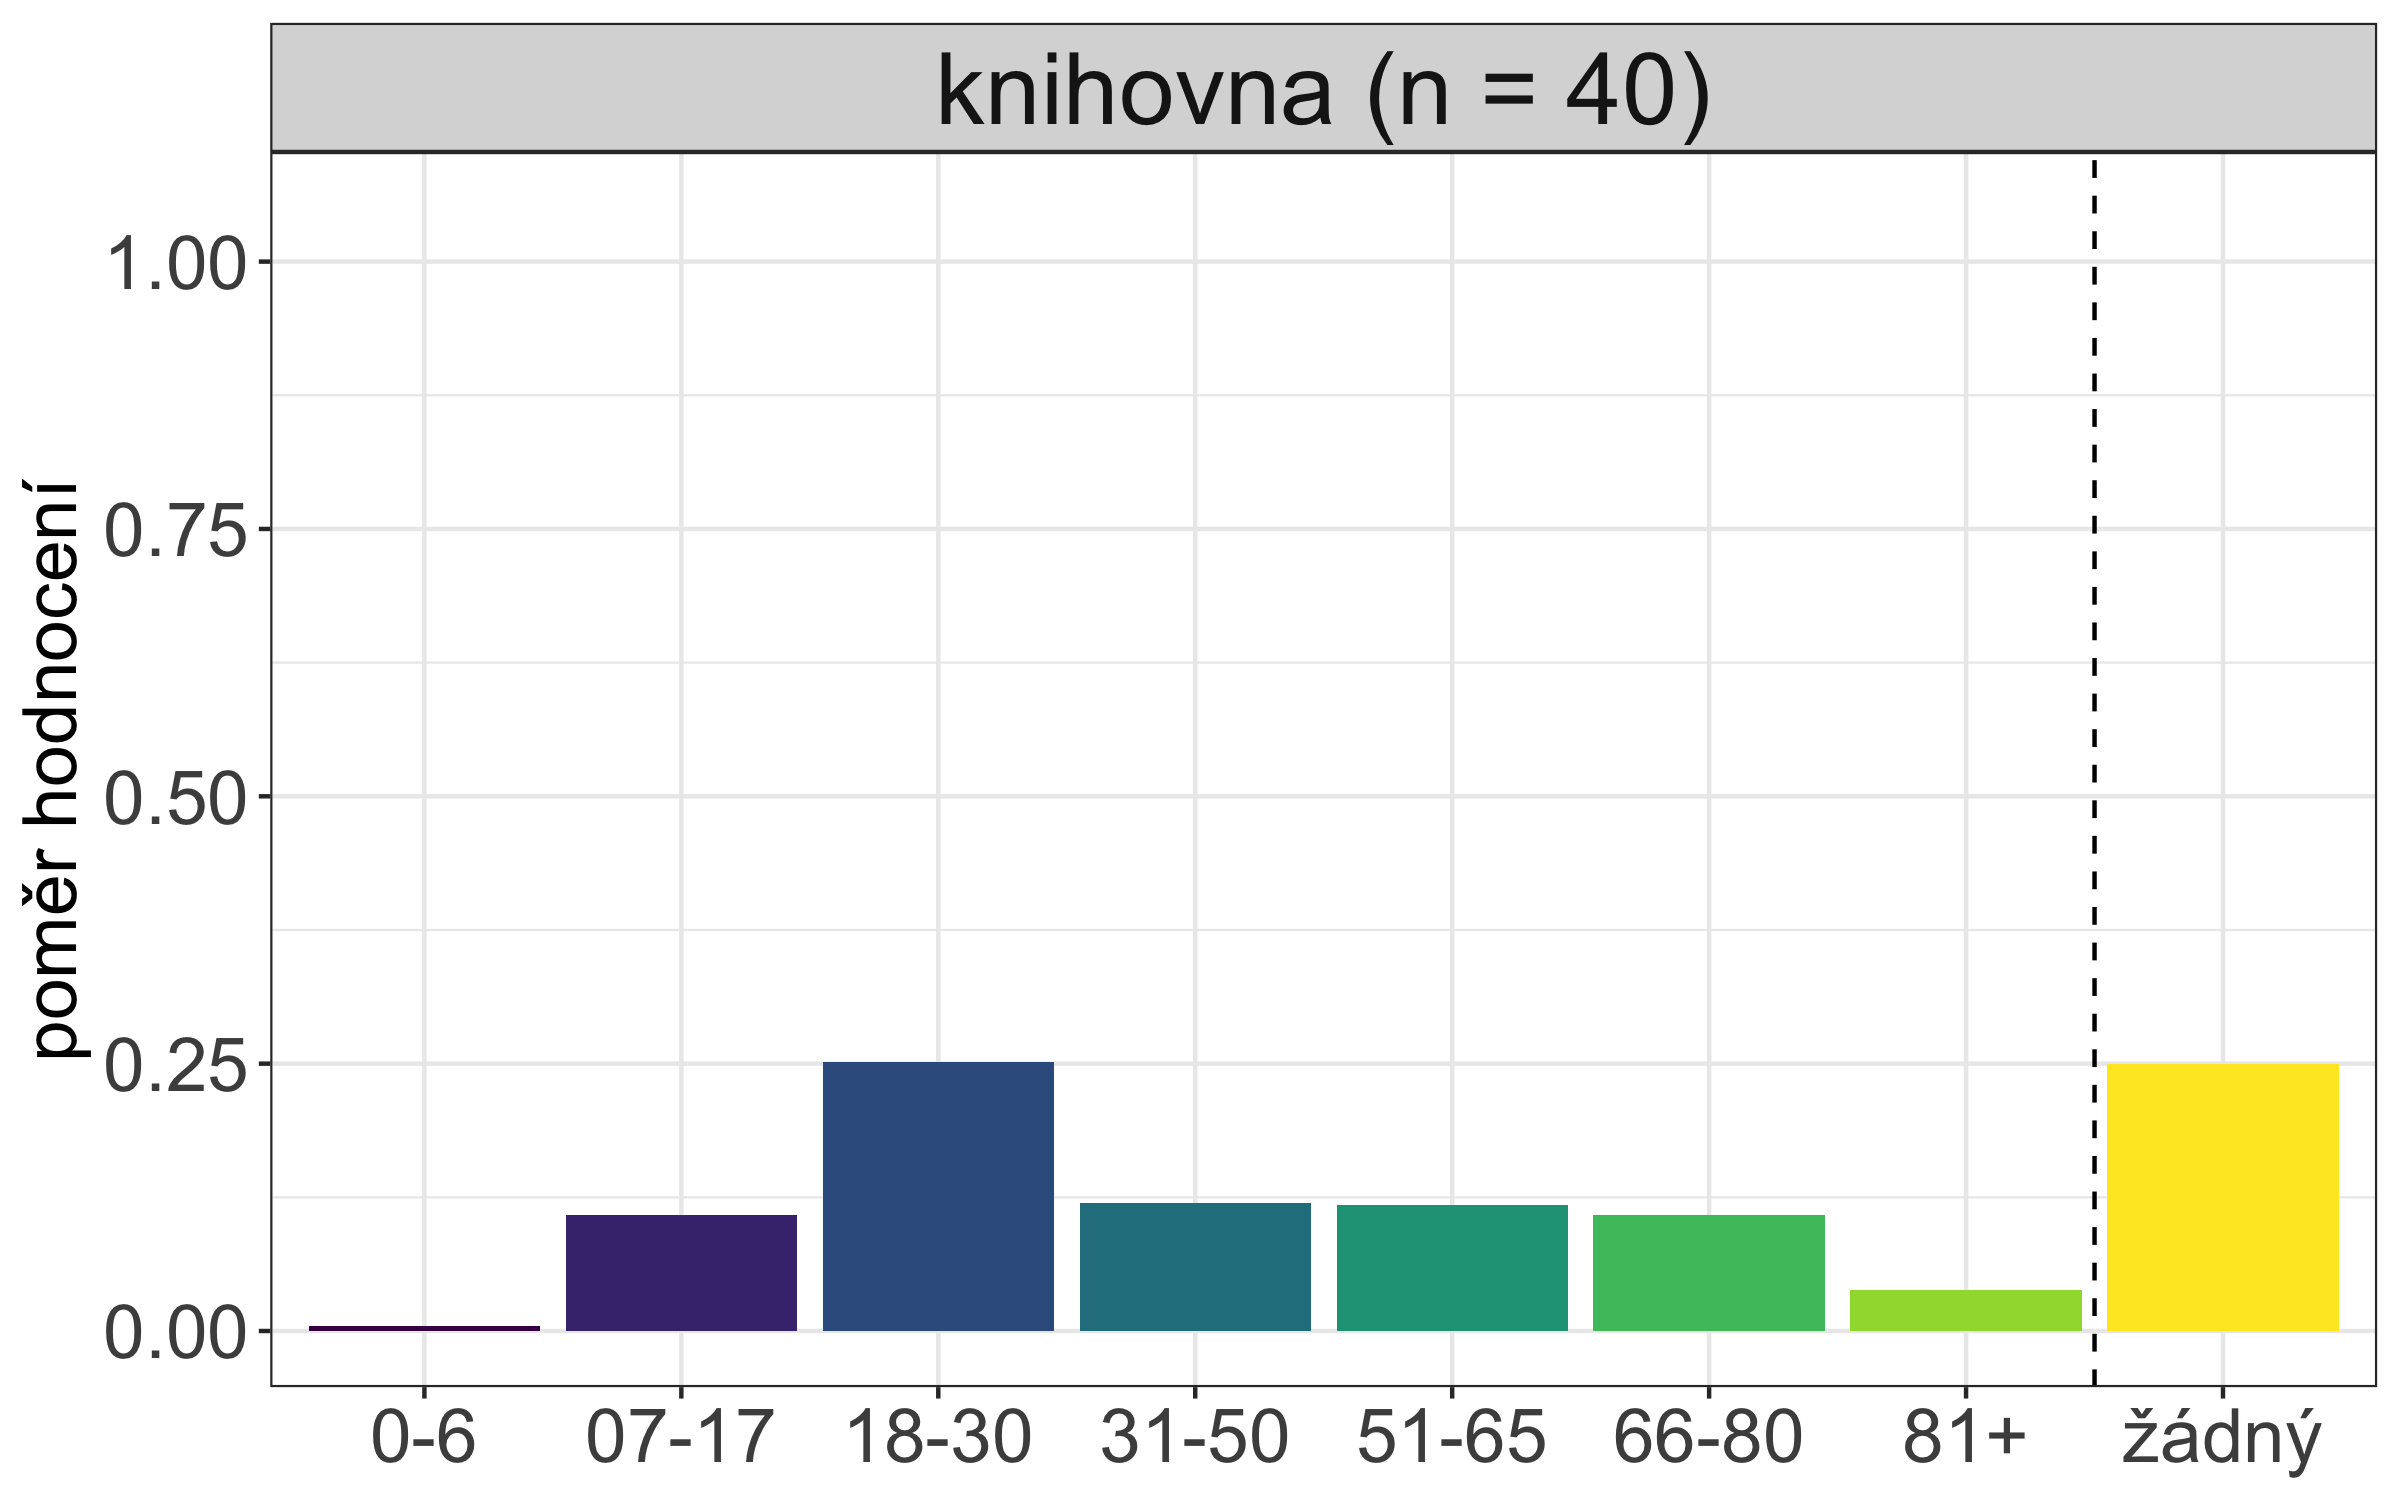 knihovna (n = 40)
poměr hodnocení
1.00
0.75
0.50
0.25
0.00
0-6 07-17 18-30 31-50 51-65 66-80 81+ žádný